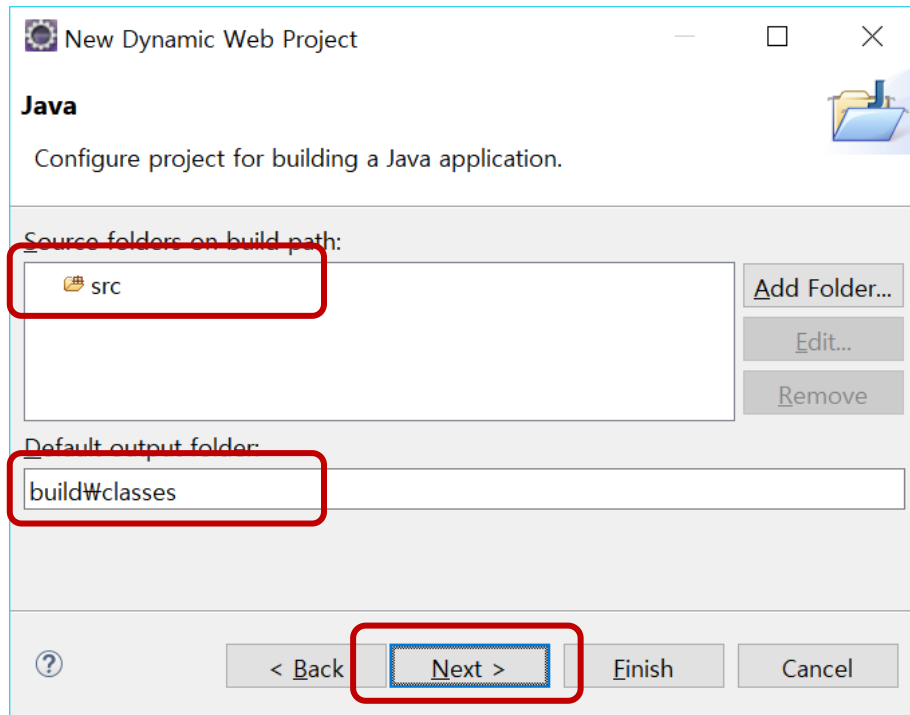 New Dynamic Web Project
Java
Configure project for building a Java application.
Source folders on build path:
src
Add Folder...
Edit...
Remove
Default output folder:
build₩classes
? < Back Next > Finish Cancel